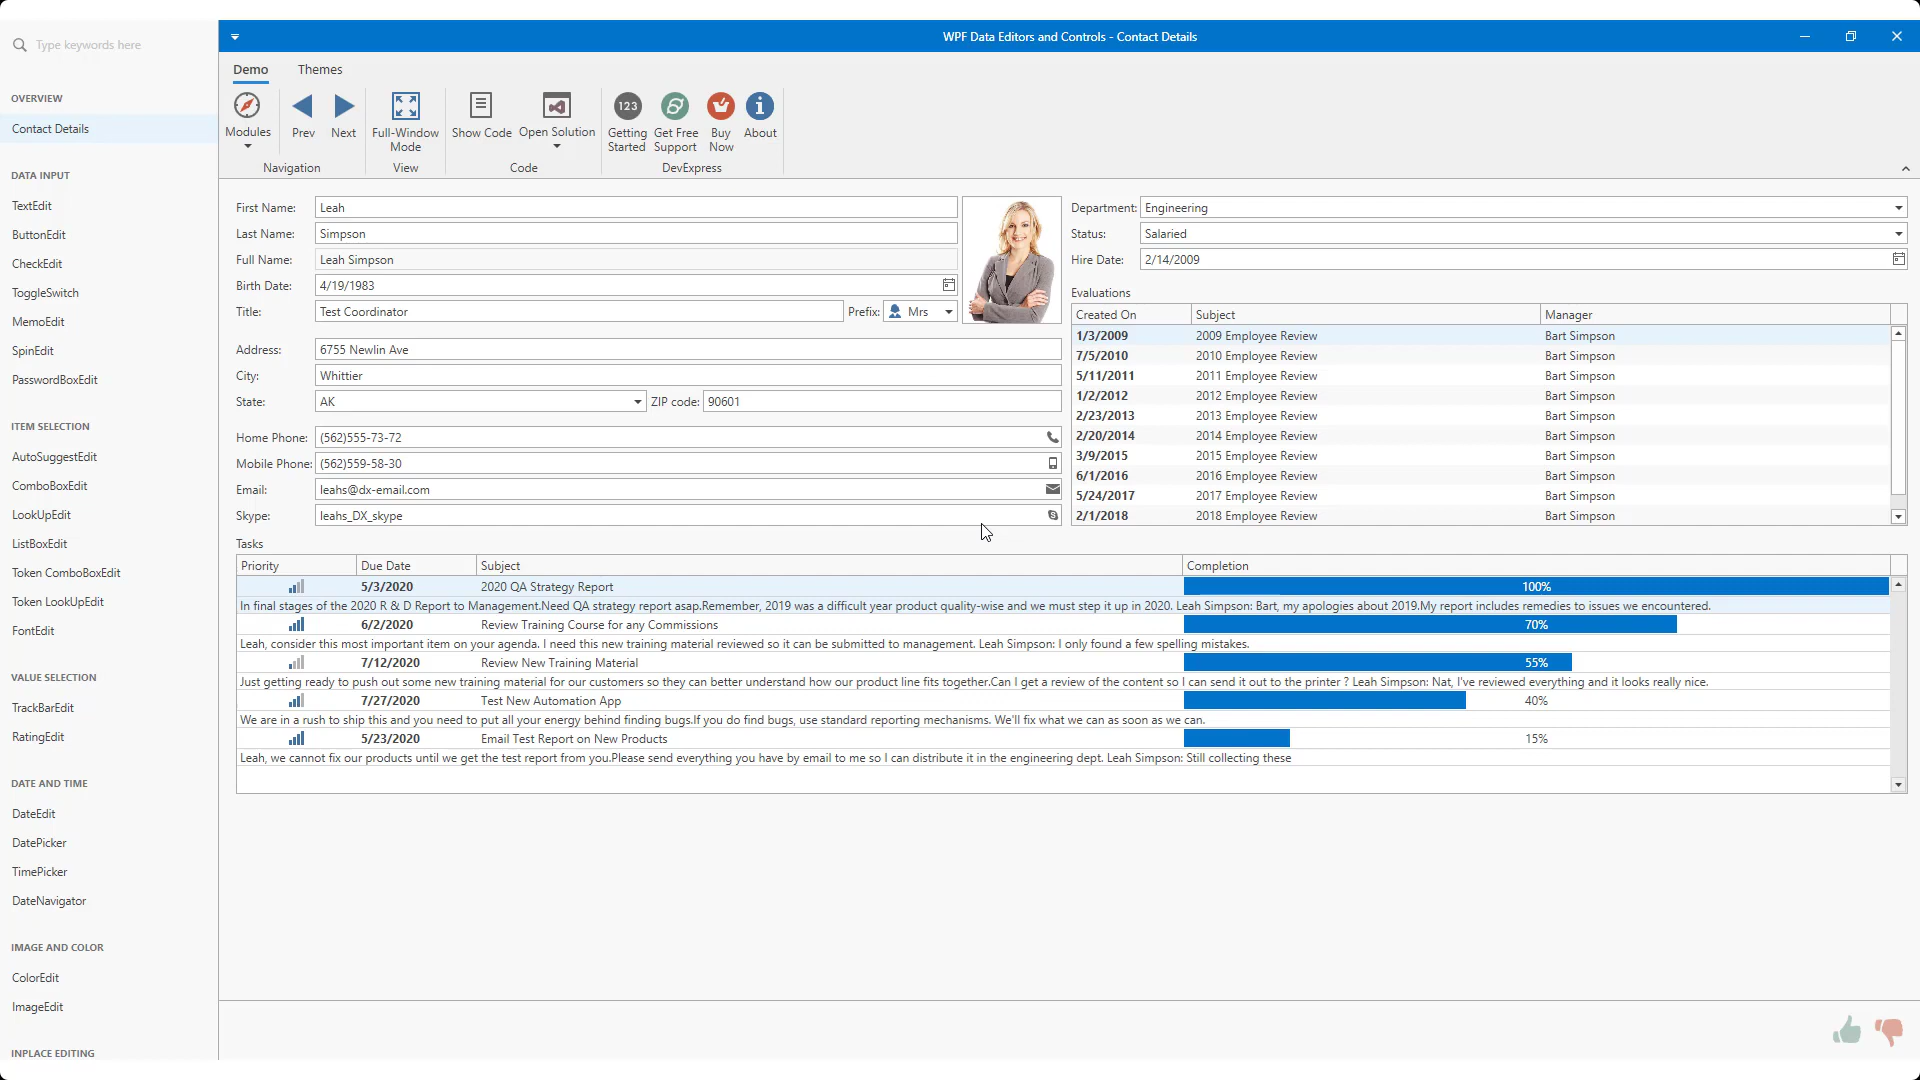 Type keywords here
OVERVIEW
Contact Details
DATA INPUT
TextEdit
ButtonEdit
CheckEdit
ToggleSwitch
MemoEdit
SpinEdit
PasswordBoxEdit
ITEM SELECTION
AutoSuggestEdit
ComboBoxEdit
LookUpEdit
ListBoxEdit
Token ComboBoxEdit
Token LookUpEdit
FontEdit
VALUE SELECTION
TrackBarEdit
RatingEdit
DATE AND TIME
DateEdit
DatePicker
TimePicker
DateNavigator
IMAGE AND COLOR
ColorEdit
ImageEdit
INPLACE EDITING
WPF Data Editors and Controls - Contact Details
Demo Themes
Modules Prev Next
Navigation
Full-Window
Mode
View
Show Code Open Solution
Code
123
Getting
Started
Get Free
Support
Buy
Now
About
DevExpress
First Name: Leah
Last Name: Simpson
Full Name: Leah Simpson
Birth Date: 4/19/1983
Title: Test Coordinator Prefix: Mrs
Address: 6755 Newlin Ave
City: Whittier
State: AK ZIP code: 90601
Home Phone: (562)555-73-72
Mobile Phone: (562)559-58-30
Email: leahs@dx-email.com
Skype: leahs_DX_skype
Department: Engineering
Status: Salaried
Hire Date: 2/14/2009
Evaluations
Created On Subject Manager
1/3/2009 2009 Employee Review Bart Simpson
7/5/2010 2010 Employee Review Bart Simpson
5/11/2011 2011 Employee Review Bart Simpson
1/2/2012 2012 Employee Review Bart Simpson
2/23/2013 2013 Employee Review Bart Simpson
2/20/2014 2014 Employee Review Bart Simpson
3/9/2015 2015 Employee Review Bart Simpson
6/1/2016 2016 Employee Review Bart Simpson
5/24/2017 2017 Employee Review Bart Simpson
2/1/2018 2018 Employee Review Bart Simpson
Tasks
Priority Due Date Subject Completion
5/3/2020 2020 QA Strategy Report 100%
In final stages of the 2020 R & D Report to Management.Need QA strategy report asap.Remember, 2019 was a difficult year product quality-wise and we must step it up in 2020. Leah Simpson: Bart, my apologies about 2019.My report includes remedies to issues we encountered.
6/2/2020 Review Training Course for any Commissions 70%
Leah, consider this most important item on your agenda. I need this new training material reviewed so it can be submitted to management. Leah Simpson: I only found a few spelling mistakes.
7/12/2020 Review New Training Material 55%
Just getting ready to push out some new training material for our customers so they can better understand how our product line fits together.Can I get a review of the content so I can send it out to the printer ? Leah Simpson: Nat, I've reviewed everything and it looks really nice.
7/27/2020 Test New Automation App 40%
We are in a rush to ship this and you need to put all your energy behind finding bugs.If you do find bugs, use standard reporting mechanisms. We'll fix what we can as soon as we can.
5/23/2020 Email Test Report on New Products 15%
Leah, we cannot fix our products until we get the test report from you.Please send everything you have by email to me so I can distribute it in the engineering dept. Leah Simpson: Still collecting these